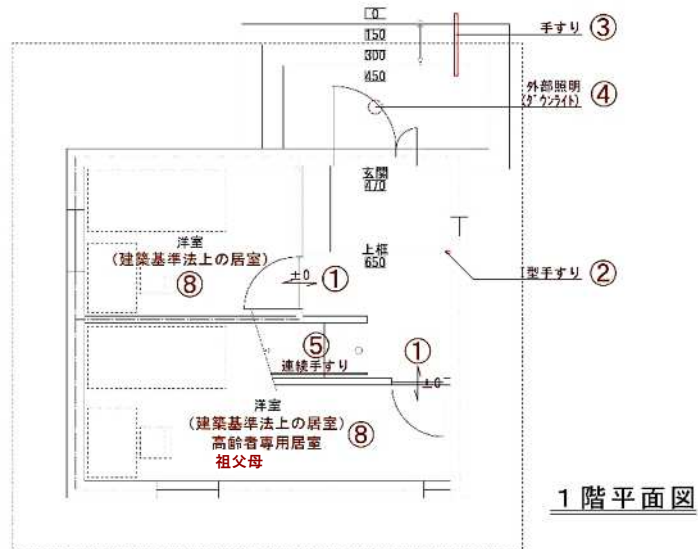 0
150
300
450
手すり ③
外部照明
(ダウンライト) ④
玄関
470
上框
650
I型手すり ②
洋室
(建築基準法上の居室)
⑧
±0 ①
⑤
連続手すり
①
±0
洋室
(建築基準法上の居室)
高齢者専用居室 ⑧
祖父母
1階平面図